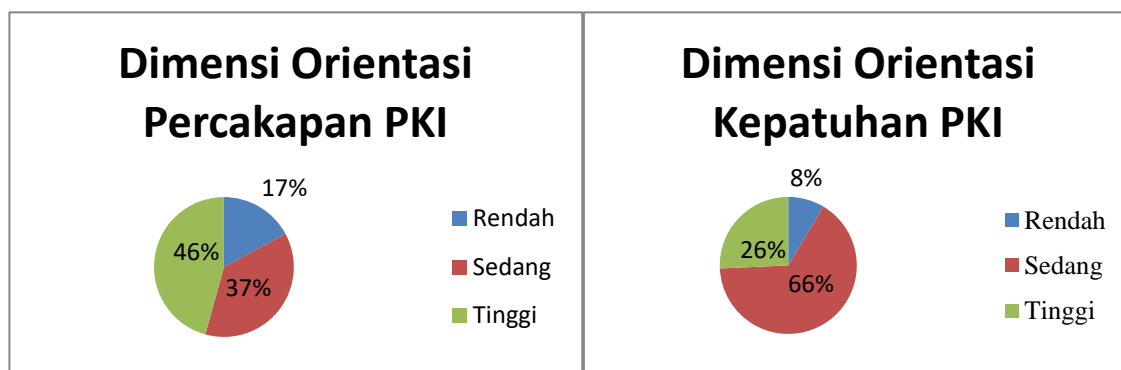 Dimensi Orientasi
Percakapan PKI
17%
46%
37%
Rendah
Sedang
Tinggi
Dimensi Orientasi
Kepatuhan PKI
8%
26%
66%
Rendah
Sedang
Tinggi